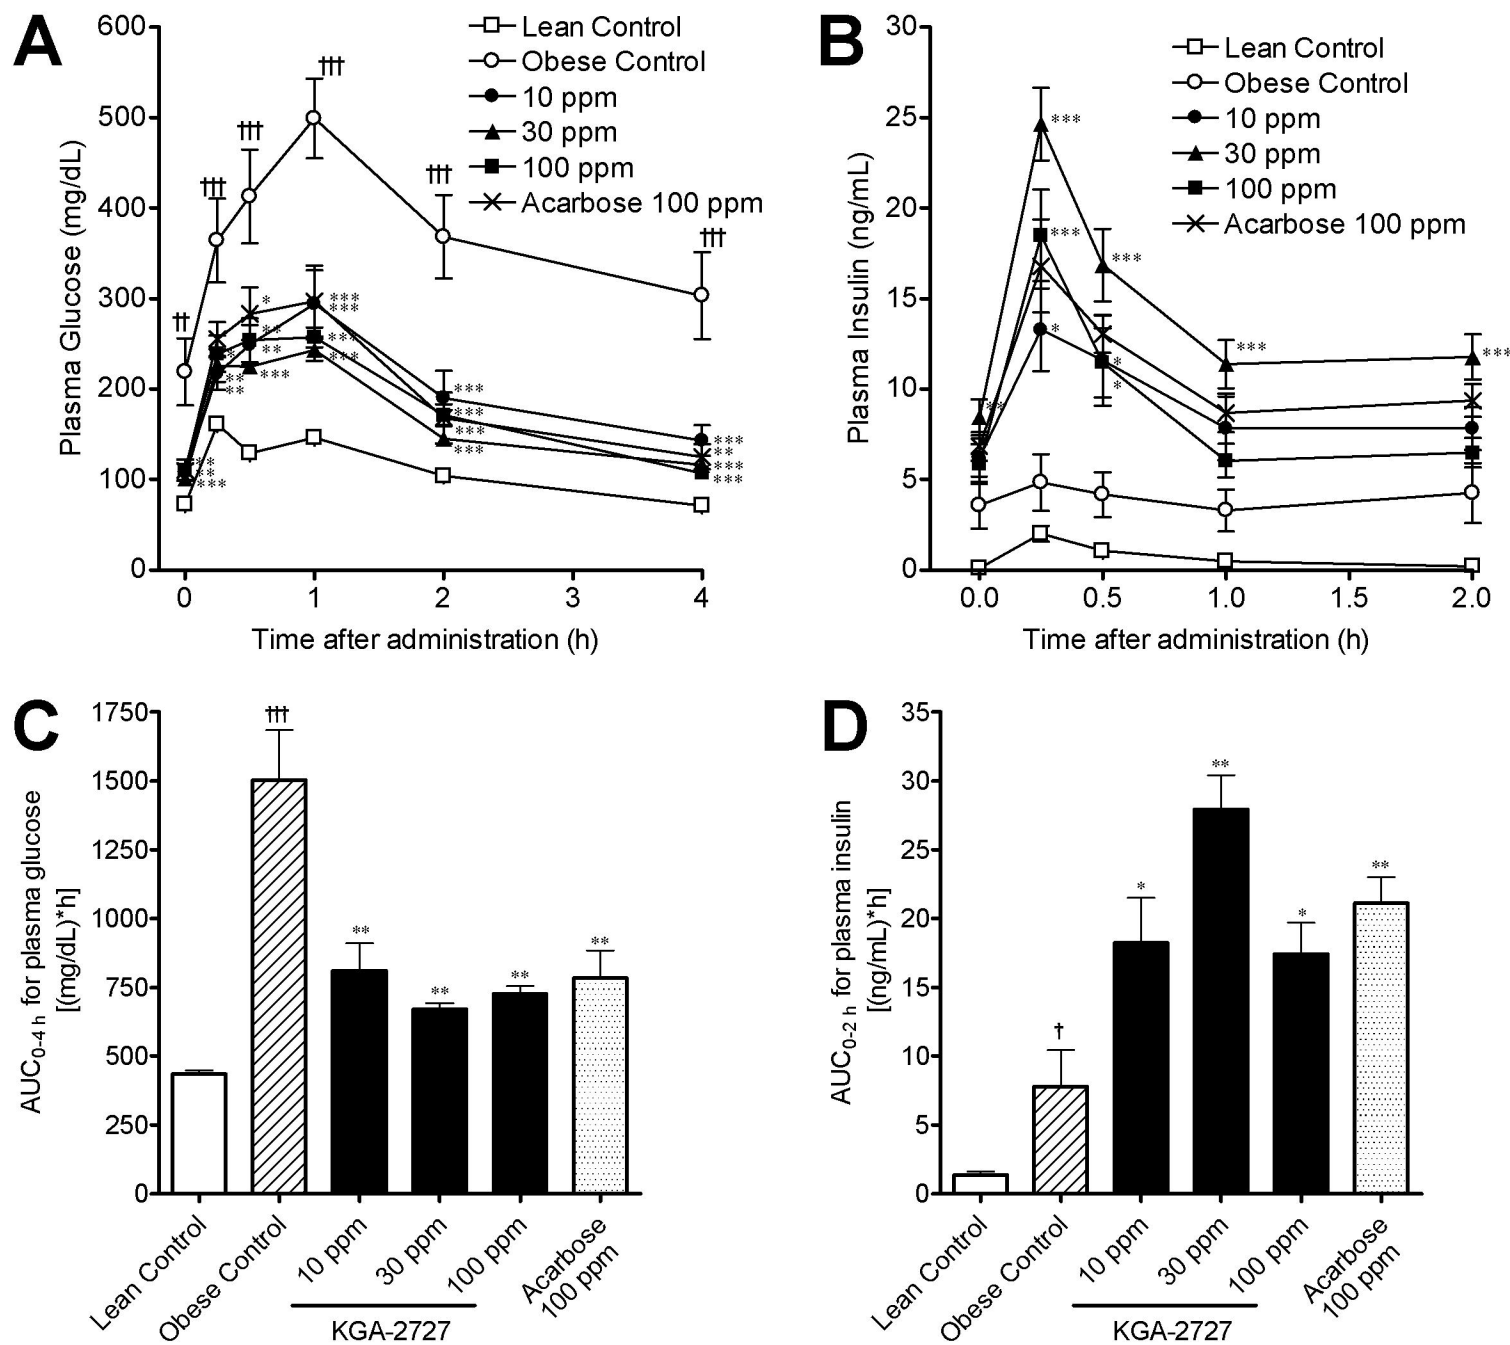 A
600
500
400
300
200
100
0
Plasma Glucose (mg/dL)
Lean Control
Obese Control
10 ppm
30 ppm
100 ppm
Acarbose 100 ppm
††
†††
†††
†††
†††
†††
*
***
***
**
***
**
***
*
***
**
**
***
***
***
***
***
**
***
***
**
**
***
0 1 2 3 4
Time after administration (h)
B
30
25
20
15
10
5
0
Plasma Insulin (ng/mL)
Lean Control
Obese Control
10 ppm
30 ppm
100 ppm
Acarbose 100 ppm
***
***
***
*
***
***
*
*
**
0.0 0.5 1.0 1.5 2.0
Time after administration (h)
C
1750
1500
1250
1000
750
500
250
0
AUC0-4 h for plasma glucose
[(mg/dL)*h]
†††
**
**
**
**
Lean Control
Obese Control
10 ppm
30 ppm
100 ppm
Acarbose
100 ppm
KGA-2727
D
35
30
25
20
15
10
5
0
AUC0-2 h for plasma insulin
[(ng/mL)*h]
†
*
**
*
**
Lean Control
Obese Control
10 ppm
30 ppm
100 ppm
Acarbose
100 ppm
KGA-2727